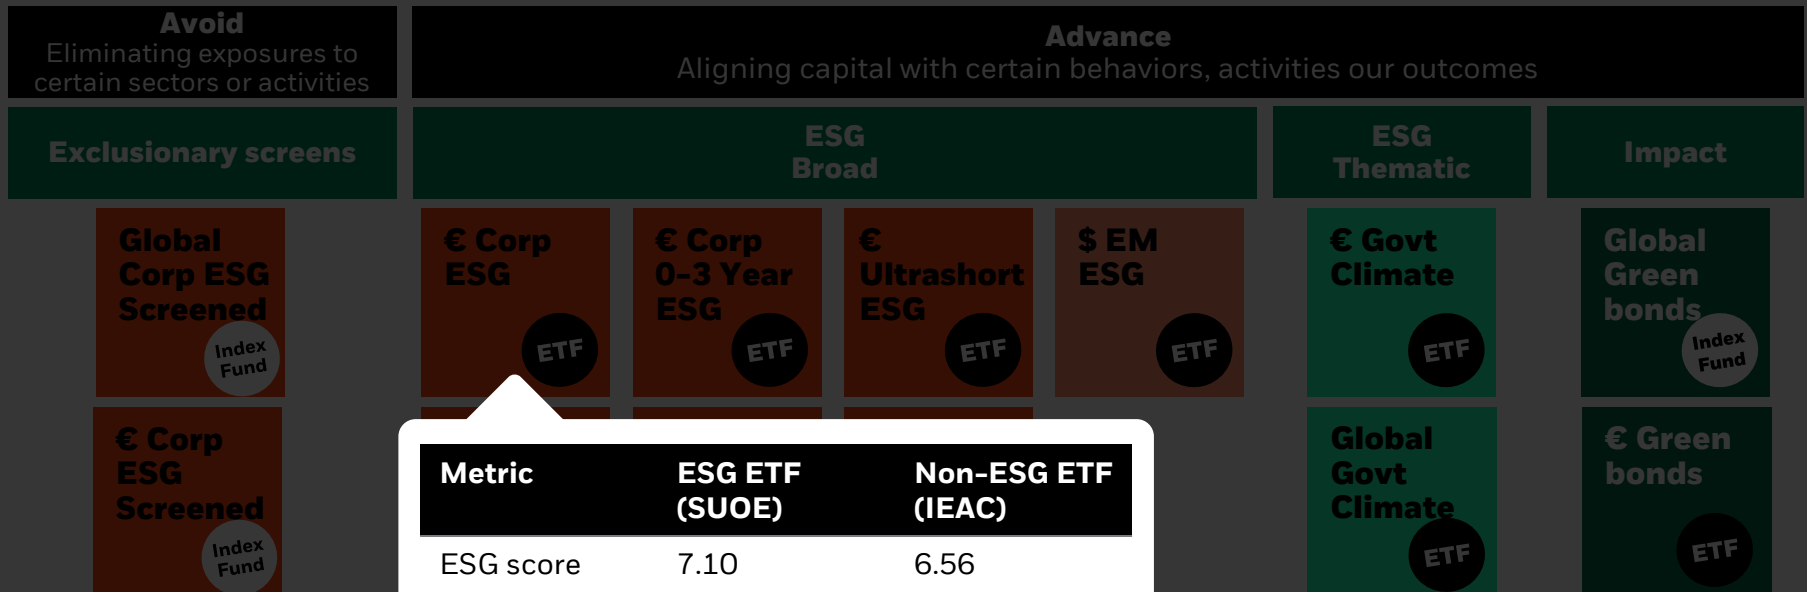 Avoid
Eliminating exposures to
certain sectors or activities
Advance
Aligning capital with certain behaviors, activities our outcomes
Exclusionary screens
ESG
Broad
ESG
Thematic
Impact
Global
Corp ESG
Screened
Index
Fund
€ Corp
ESG
ETF
€ Corp
0-3 Year
ESG
ETF
€
Ultrashort
ESG
ETF
$ EM
ESG
ETF
€ Govt
Climate
ETF
Global
Green
bonds
Index
Fund
€ Corp
ESG
Screened
Index
Fund
Metric
ESG ETF
(SUOE)
Non-ESG ETF
(IEAC)
ESG score
7.10
6.56
Global
Govt
Climate
ETF
€ Green
bonds
ETF